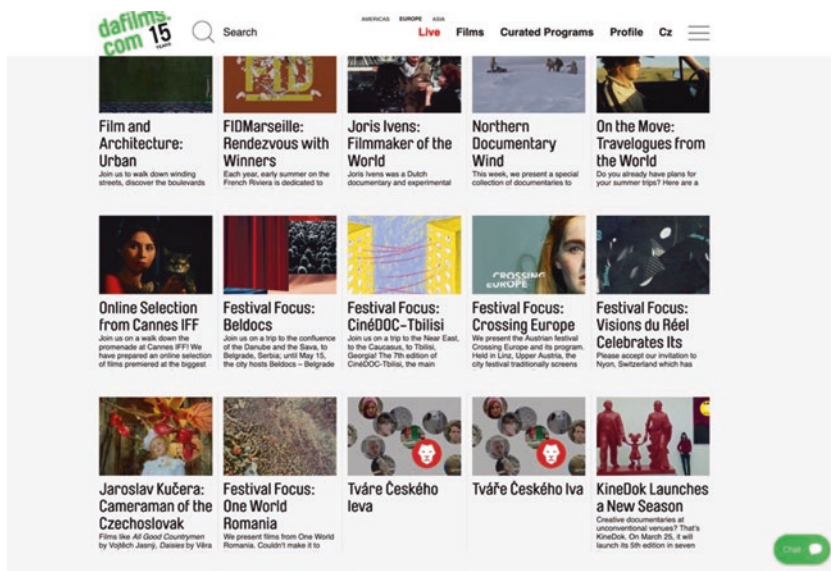 dafilms.
com 15
YEARS
Search
AMERICAS EUROPE ASIA
Live Films Curated Programs Profile Cz
FID
Film and
Architecture:
Urban
Join us to walk down winding
streets, discover the boulevards
FIDMarseille:
Rendezvous with
Winners
Each year, early summer on the
French Riviera is dedicated to
Joris Ivens:
Filmmaker of the
World
Joris Ivens was a Dutch
documentary and experimental
Northern
Documentary
Wind
This week, we present a special
collection of documentaries to
On the Move:
Travelogues from
the World
Do you already have plans for
your summer trips? Here are a
Online Selection
from Cannes IFF
Join us on a walk down the
promenade at Cannes IFF! We
have prepared an online selection
of films premiered at the biggest
Festival Focus:
Beldocs
Join us on a trip to the confluence
of the Danube and the Sava, to
Belgrade, Serbia; until May 15,
the city hosts Beldocs – Belgrade
Festival Focus:
CinéDOC-Tbilisi
Join us on a trip to the Near East,
to the Caucasus, to Tbilisi,
Georgia! The 7th edition of
CinéDOC-Tbilisi, the main
CROSSING
EUROPE
Festival Focus:
Crossing Europe
We present the Austrian festival
Crossing Europe and its program.
Held in Linz, Upper Austria, the
city festival traditionally screens
Festival Focus:
Visions du Réel
Celebrates Its
Please accept our invitation to
Nyon, Switzerland which has
Jaroslav Kučera:
Cameraman of the
Czechoslovak
Films like All Good Countrymen
by Vojtěch Jasný, Daisies by Věra
Festival Focus:
One World
Romania
We present films from One World
Romania. Couldn't make it to
Tváre Českého
leva
Tváře Českého lva
KineDok Launches
a New Season
Creative documentaries at
unconventional venues? That's
KineDok. On March 25, it will
launch its 5th edition in seven
Chat